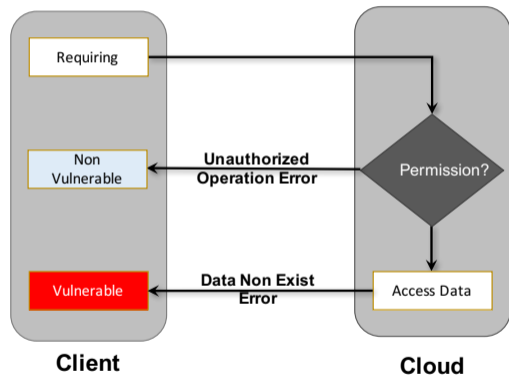 Requiring
Non
Vulnerable
Unauthorized
Operation Error
Permission?
Vulnerable
Data Non Exist
Error
Access Data
Client
Cloud